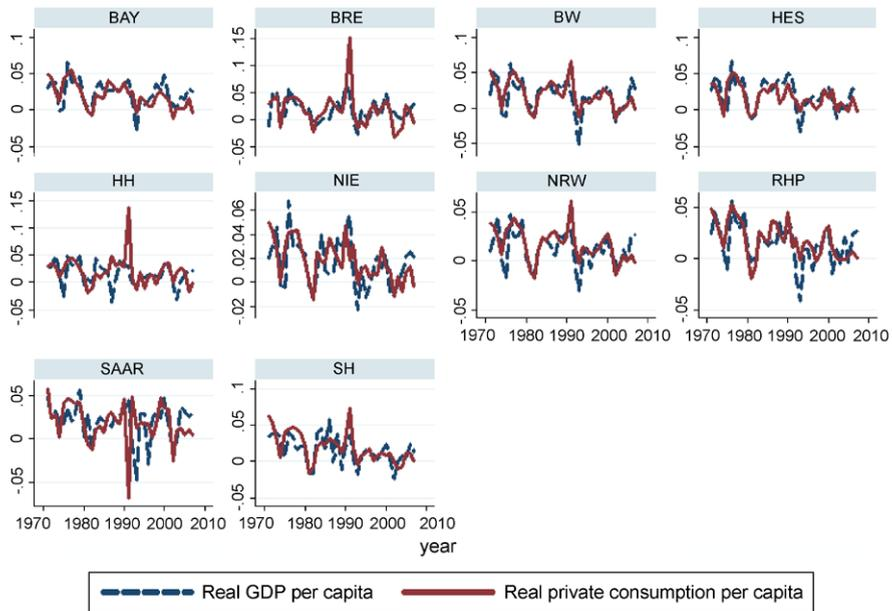 BAY
BRE
BW
HES
.1
.05
0
-.05
.15
.1
.05
0
-.05
.1
.05
0
-.05
.1
.05
0
-.05
HH
NIE
NRW
RHP
.15
.1
.05
0
-.05
.06
.04
.02
0
-.02
.05
0
-.05
.05
0
-.05
1970 1980 1990 2000 2010
1970 1980 1990 2000 2010
SAAR
SH
.05
0
-.05
.1
.05
0
-.05
1970 1980 1990 2000 2010
1970 1980 1990 2000 2010
year
Real GDP per capita
Real private consumption per capita